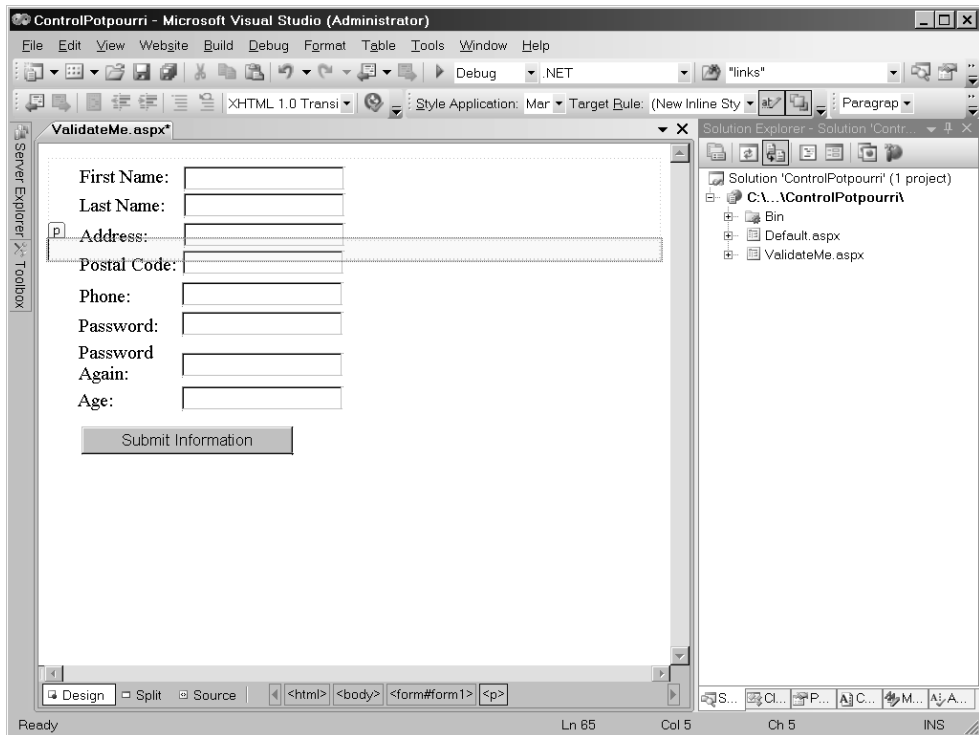 ControlPotpourri - Microsoft Visual Studio (Administrator)
File Edit View Website Build Debug Format Table Tools Window Help
Debug .NET "links"
XHTML 1.0 Transi Style Application: Mar Target Rule: (New Inline Sty ab Paragrap
Server Explorer
Toolbox
ValidateMe.aspx*
First Name:
Last Name:
p
Address:
Postal Code:
Phone:
Password:
Password
Again:
Age:
Submit Information
Design Split Source <html> <body> <form#form1> <p>
Solution Explorer - Solution 'Contr...
Solution 'ControlPotpourri' (1 project)
C:\...\ControlPotpourri\
Bin
Default.aspx
ValidateMe.aspx
S... Cl... P... C... M... A...
Ready Ln 65 Col 5 Ch 5 INS